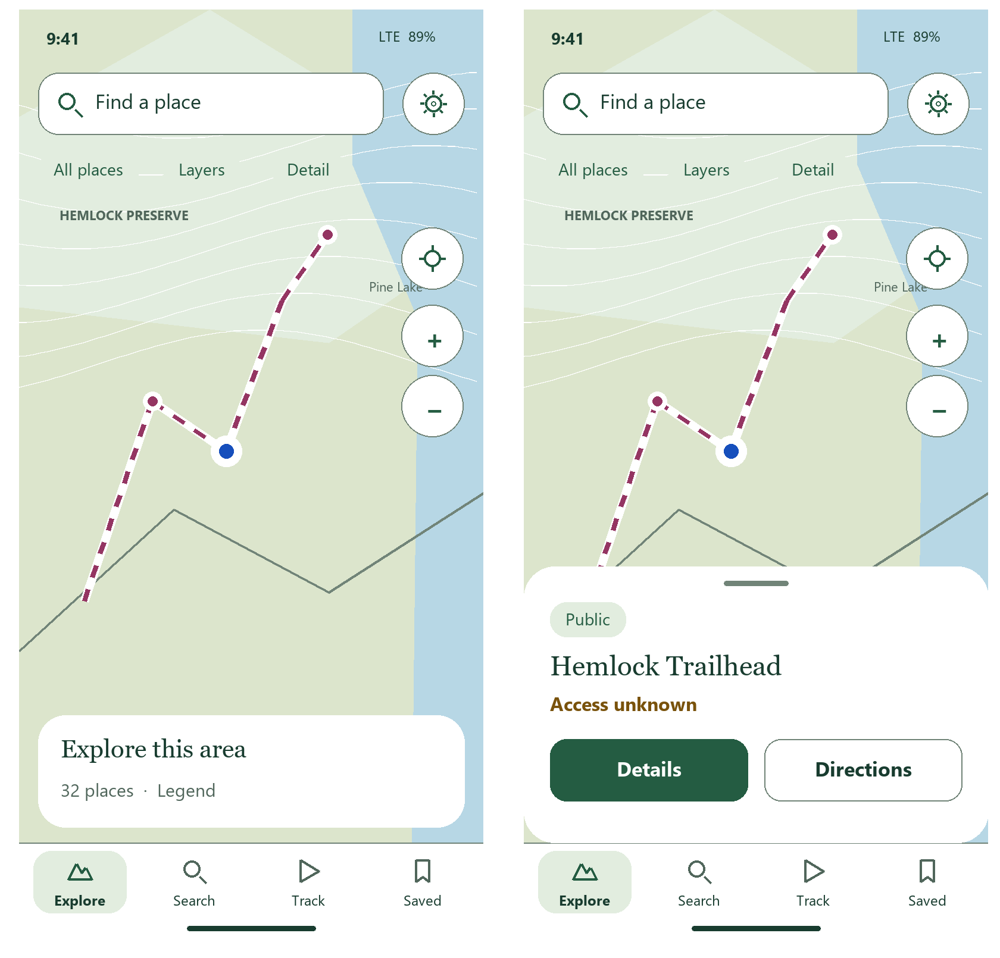 9:41 LTE 89%
Find a place
All places Layers Detail
HEMLOCK PRESERVE
Pine Lake
+
−
Explore this area
32 places · Legend
Explore Search Track Saved
9:41 LTE 89%
Find a place
All places Layers Detail
HEMLOCK PRESERVE
Pine Lake
+
−
Public
Hemlock Trailhead
Access unknown
Details Directions
Explore Search Track Saved